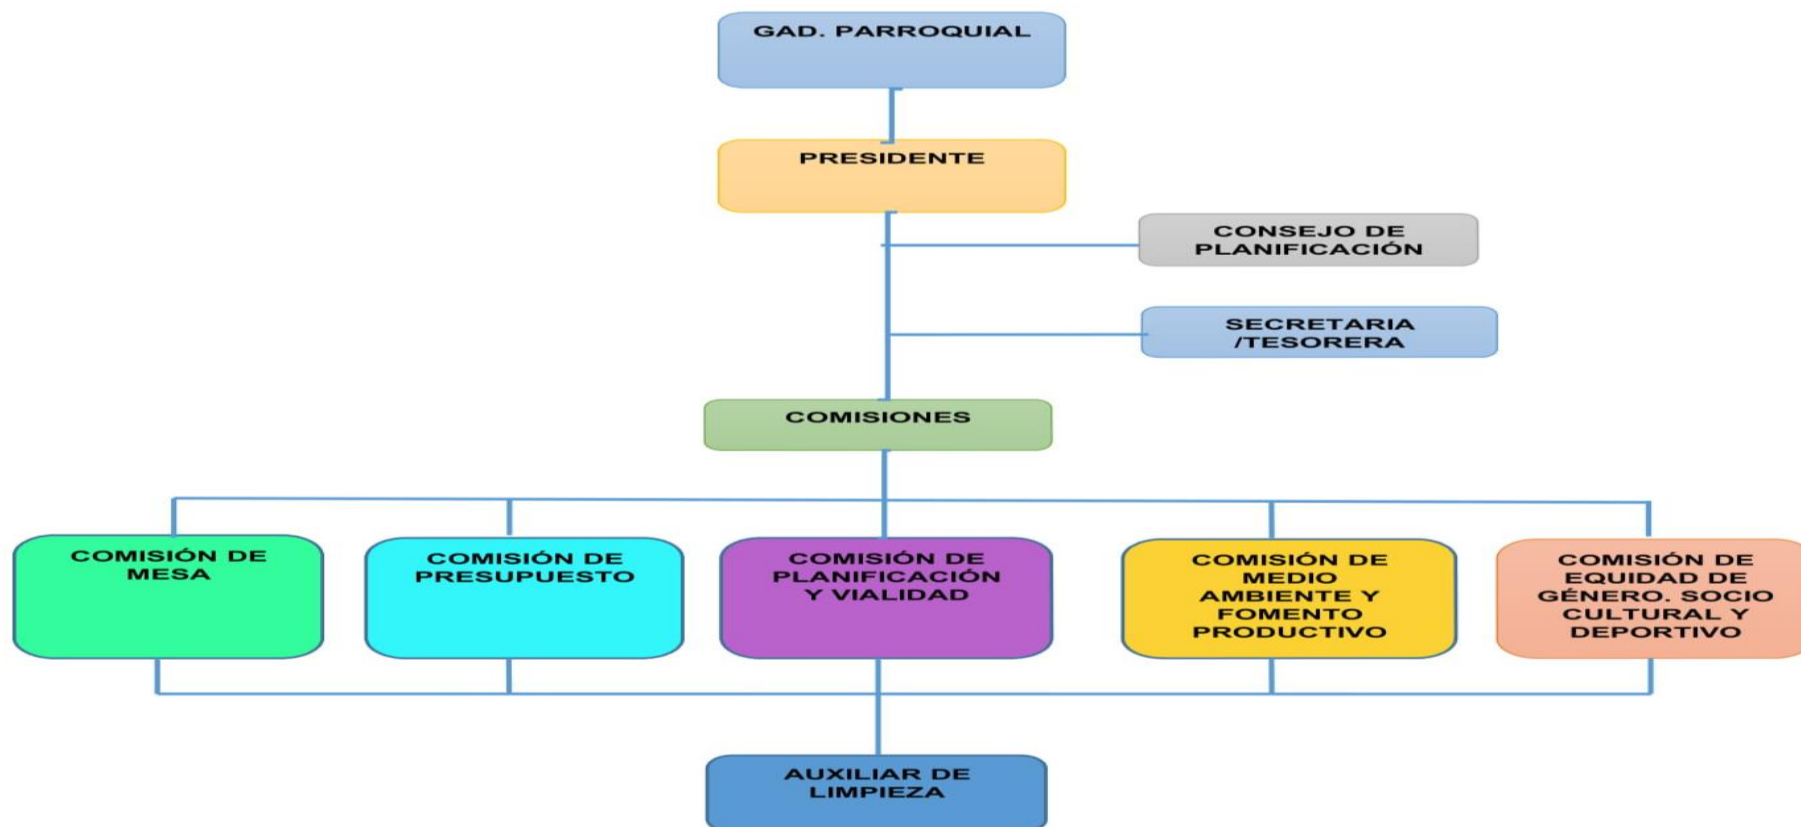 GAD. PARROQUIAL
PRESIDENTE
CONSEJO DE
PLANIFICACIÓN
SECRETARIA
/TESORERA
COMISIONES
COMISIÓN DE
MESA
COMISIÓN DE
PRESUPUESTO
COMISIÓN DE
PLANIFICACIÓN
Y VIALIDAD
COMISIÓN DE
MEDIO
AMBIENTE Y
FOMENTO
PRODUCTIVO
COMISIÓN DE
EQUIDAD DE
GÉNERO. SOCIO
CULTURAL Y
DEPORTIVO
AUXILIAR DE
LIMPIEZA